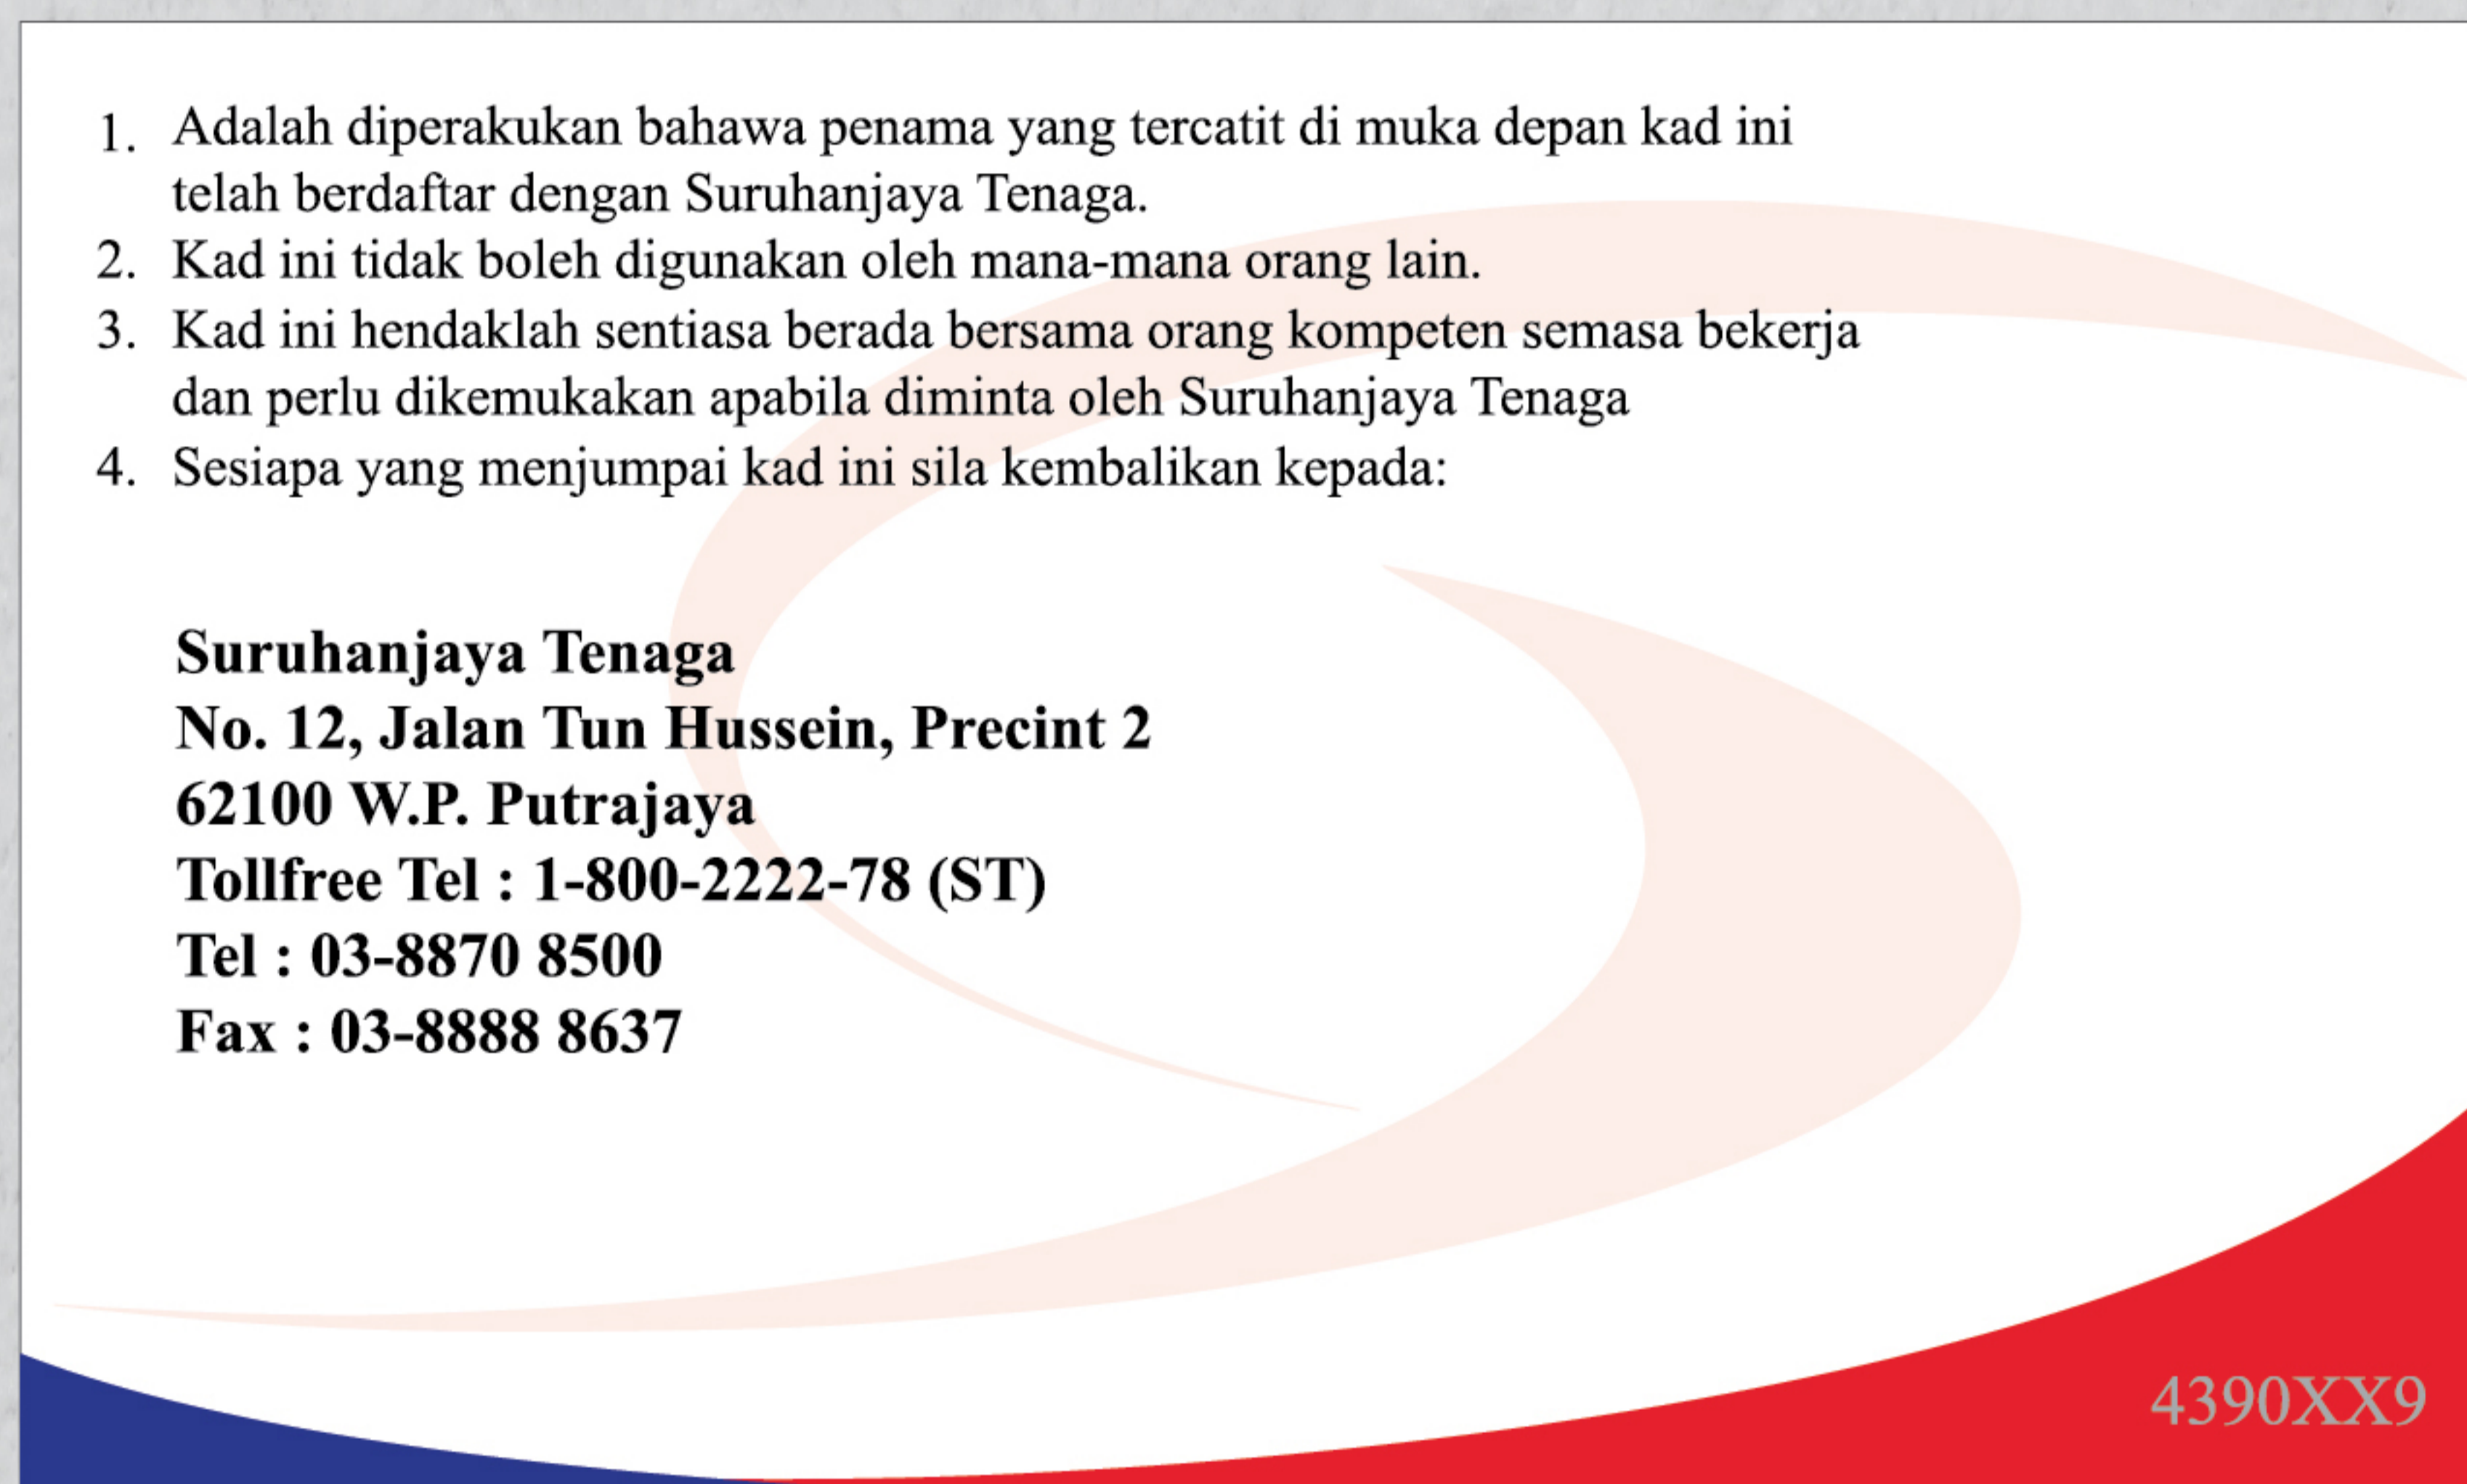 1. Adalah diperakukan bahawa penama yang tercatit di muka depan kad ini
telah berdaftar dengan Suruhanjaya Tenaga.
2. Kad ini tidak boleh digunakan oleh mana-mana orang lain.
3. Kad ini hendaklah sentiasa berada bersama orang kompeten semasa bekerja
dan perlu dikemukakan apabila diminta oleh Suruhanjaya Tenaga
4. Sesiapa yang menjumpai kad ini sila kembalikan kepada:
Suruhanjaya Tenaga
No. 12, Jalan Tun Hussein, Precint 2
62100 W.P. Putrajaya
Tollfree Tel : 1-800-2222-78 (ST)
Tel : 03-8870 8500
Fax : 03-8888 8637
4390XX9